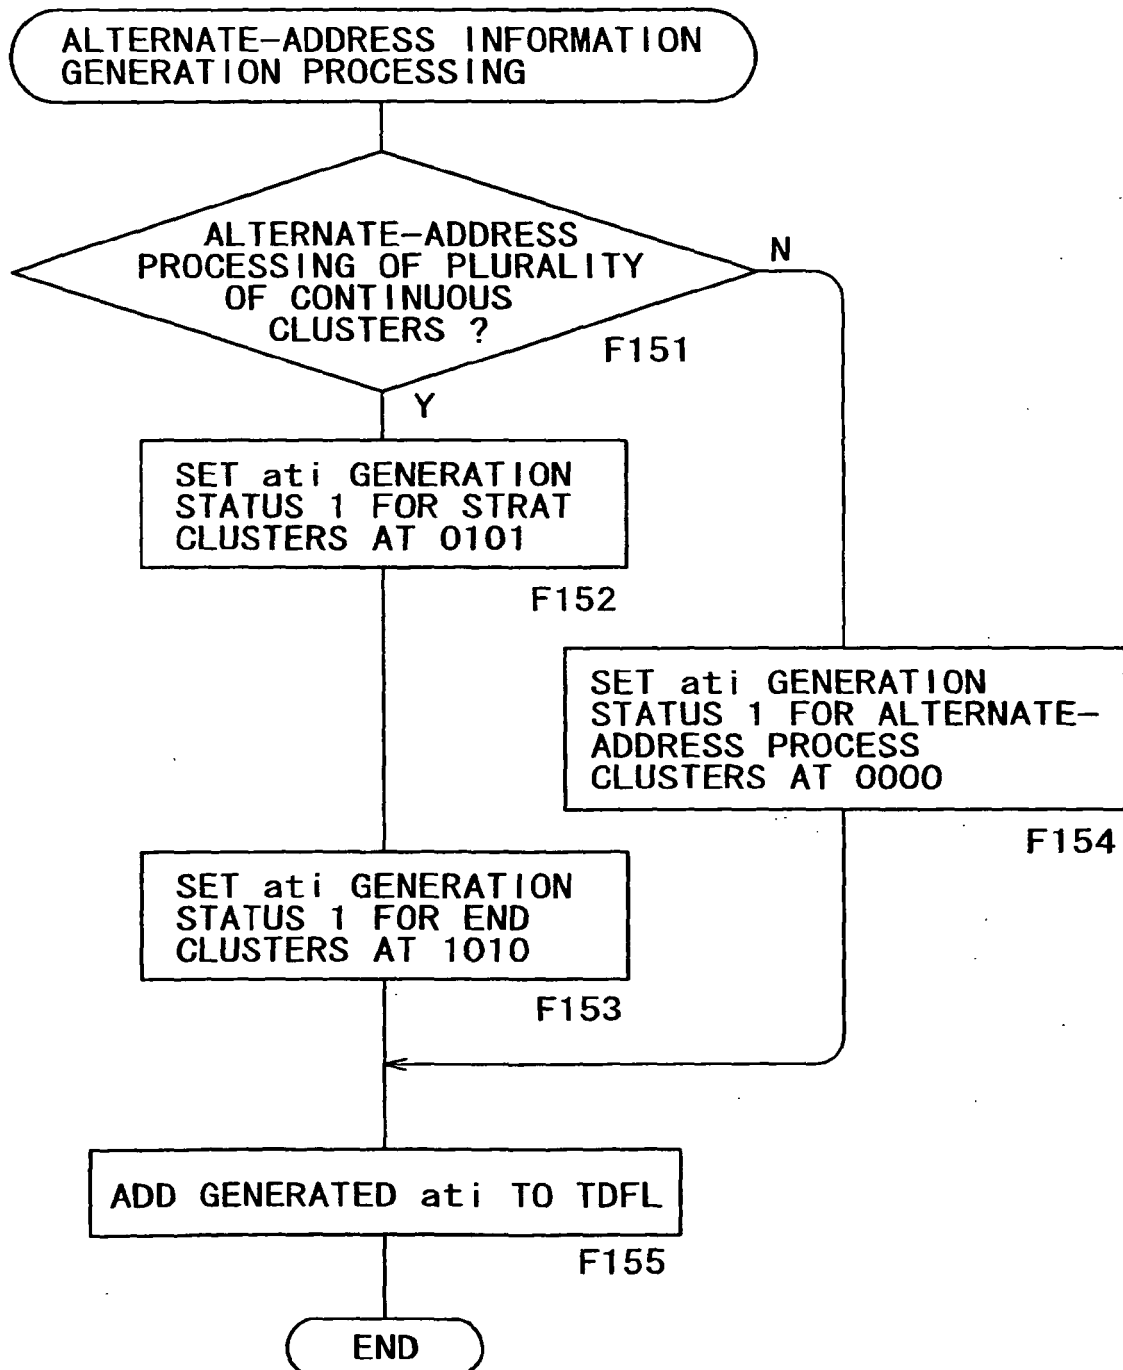 ALTERNATE-ADDRESS INFORMATION
GENERATION PROCESSING
ALTERNATE-ADDRESS
PROCESSING OF PLURALITY
OF CONTINUOUS
CLUSTERS ?
N
F151
Y
SET ati GENERATION
STATUS 1 FOR STRAT
CLUSTERS AT 0101
F152
SET ati GENERATION
STATUS 1 FOR ALTERNATE-
ADDRESS PROCESS
CLUSTERS AT 0000
F154
SET ati GENERATION
STATUS 1 FOR END
CLUSTERS AT 1010
F153
ADD GENERATED ati TO TDFL
F155
END